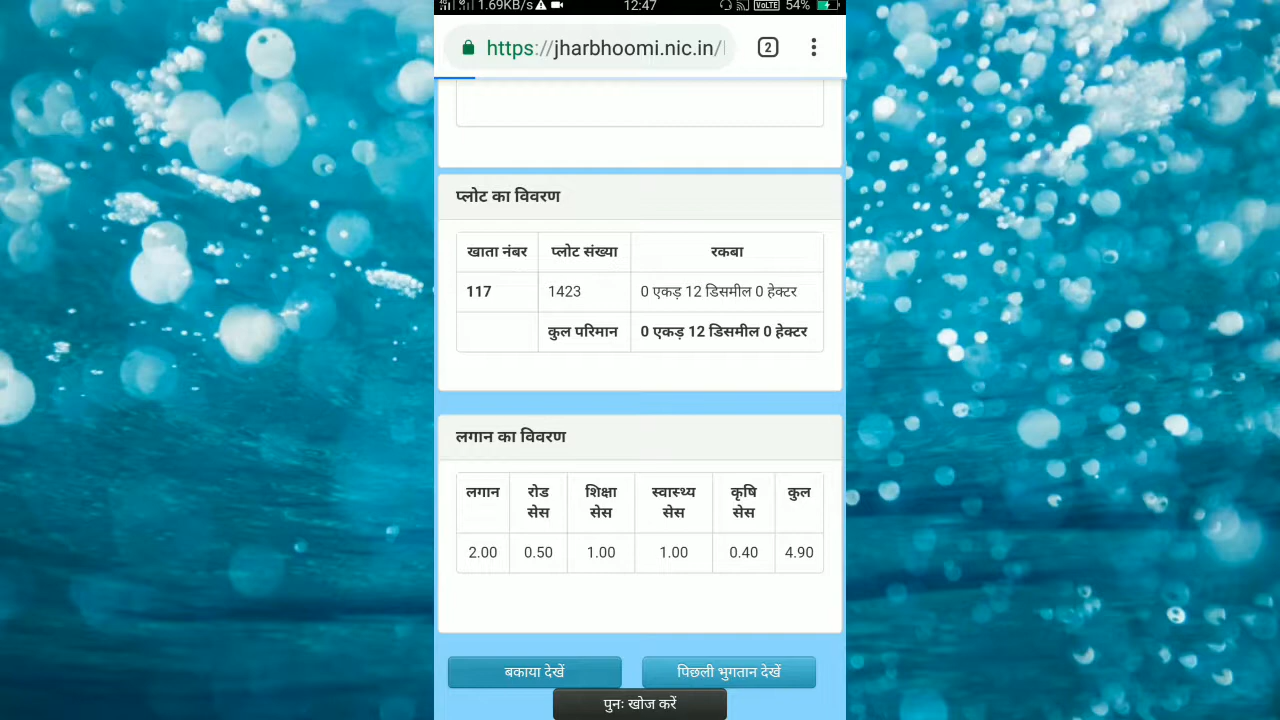 1.69KB/s 12:47 VoLTE 54%
https://jharbhoomi.nic.in/ 2
प्लोट का विवरण
खाता नंबर प्लोट संख्या रकबा
117 1423 0 एकड़ 12 डिसमील 0 हेक्टर
कुल परिमान 0 एकड़ 12 डिसमील 0 हेक्टर
लगान का विवरण
लगान रोड सेस शिक्षा सेस स्वास्थ्य सेस कृषि सेस कुल
2.00 0.50 1.00 1.00 0.40 4.90
बकाया देखें पिछली भुगतान देखें
पुनः खोज करें